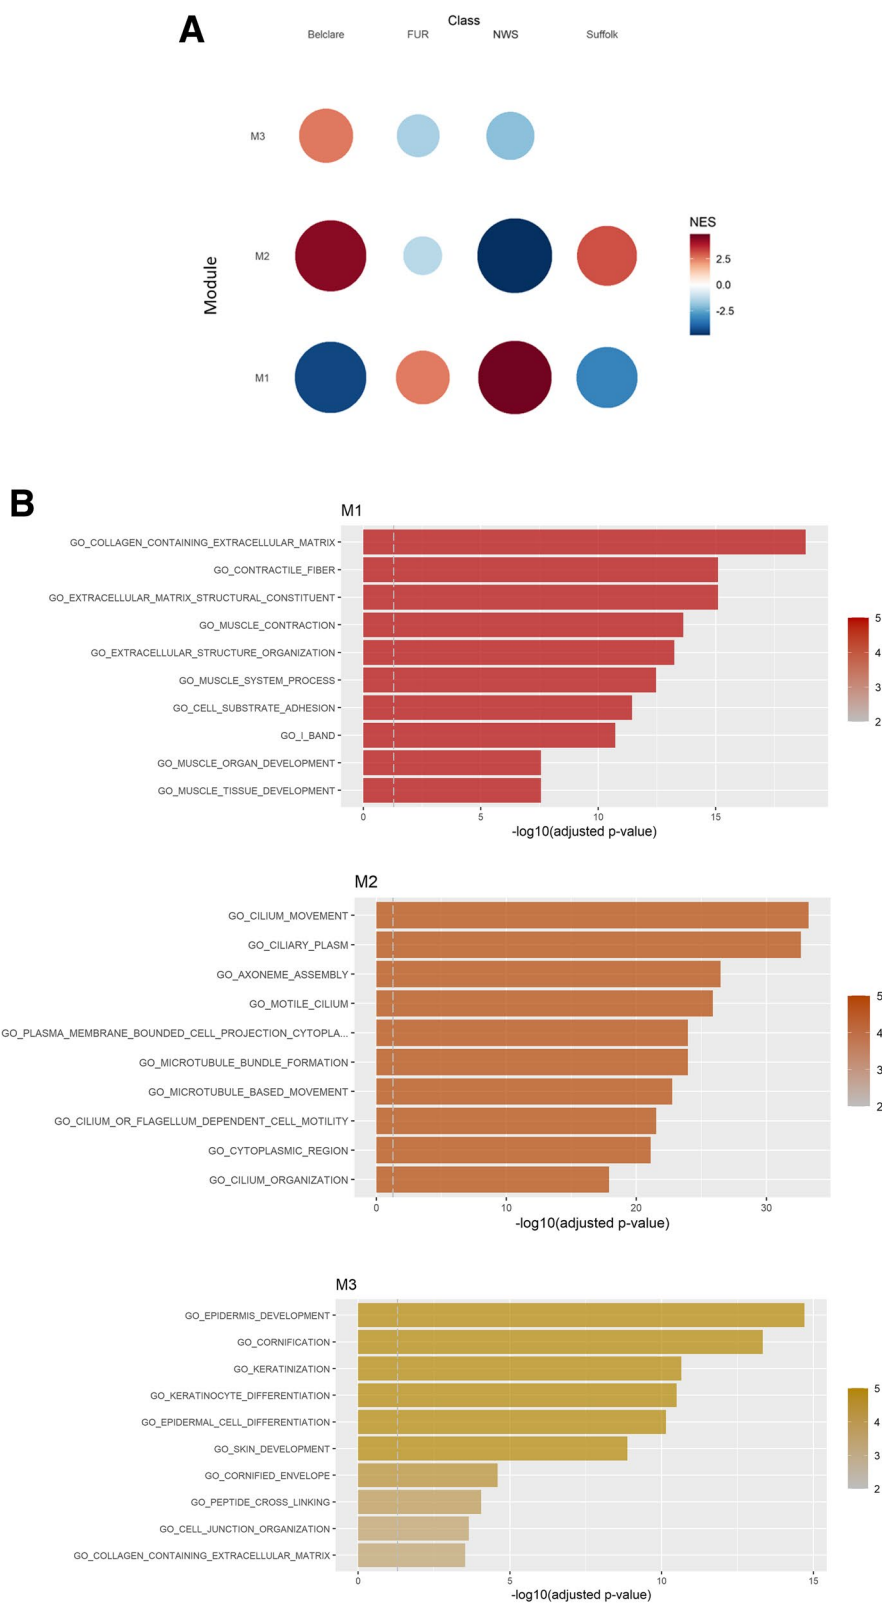 A
Class
Belclare FUR NWS Suffolk
M3
M2
M1
Module
NES
2.5
0.0
-2.5
B
M1
GO_COLLAGEN_CONTAINING_EXTRACELLULAR_MATRIX
GO_CONTRACTILE_FIBER
GO_EXTRACELLULAR_MATRIX_STRUCTURAL_CONSTITUENT
GO_MUSCLE_CONTRACTION
GO_EXTRACELLULAR_STRUCTURE_ORGANIZATION
GO_MUSCLE_SYSTEM_PROCESS
GO_CELL_SUBSTRATE_ADHESION
GO_I_BAND
GO_MUSCLE_ORGAN_DEVELOPMENT
GO_MUSCLE_TISSUE_DEVELOPMENT
0 5 10 15
-log10(adjusted p-value)
5
4
3
2
M2
GO_CILIUM_MOVEMENT
GO_CILIARY_PLASM
GO_AXONEME_ASSEMBLY
GO_MOTILE_CILIUM
GO_PLASMA_MEMBRANE_BOUNDED_CELL_PROJECTION_CYTOPLA...
GO_MICROTUBULE_BUNDLE_FORMATION
GO_MICROTUBULE_BASED_MOVEMENT
GO_CILIUM_OR_FLAGELLUM_DEPENDENT_CELL_MOTILITY
GO_CYTOPLASMIC_REGION
GO_CILIUM_ORGANIZATION
0 10 20 30
-log10(adjusted p-value)
5
4
3
2
M3
GO_EPIDERMIS_DEVELOPMENT
GO_CORNIFICATION
GO_KERATINIZATION
GO_KERATINOCYTE_DIFFERENTIATION
GO_EPIDERMAL_CELL_DIFFERENTIATION
GO_SKIN_DEVELOPMENT
GO_CORNIFIED_ENVELOPE
GO_PEPTIDE_CROSS_LINKING
GO_CELL_JUNCTION_ORGANIZATION
GO_COLLAGEN_CONTAINING_EXTRACELLULAR_MATRIX
0 5 10 15
-log10(adjusted p-value)
5
4
3
2